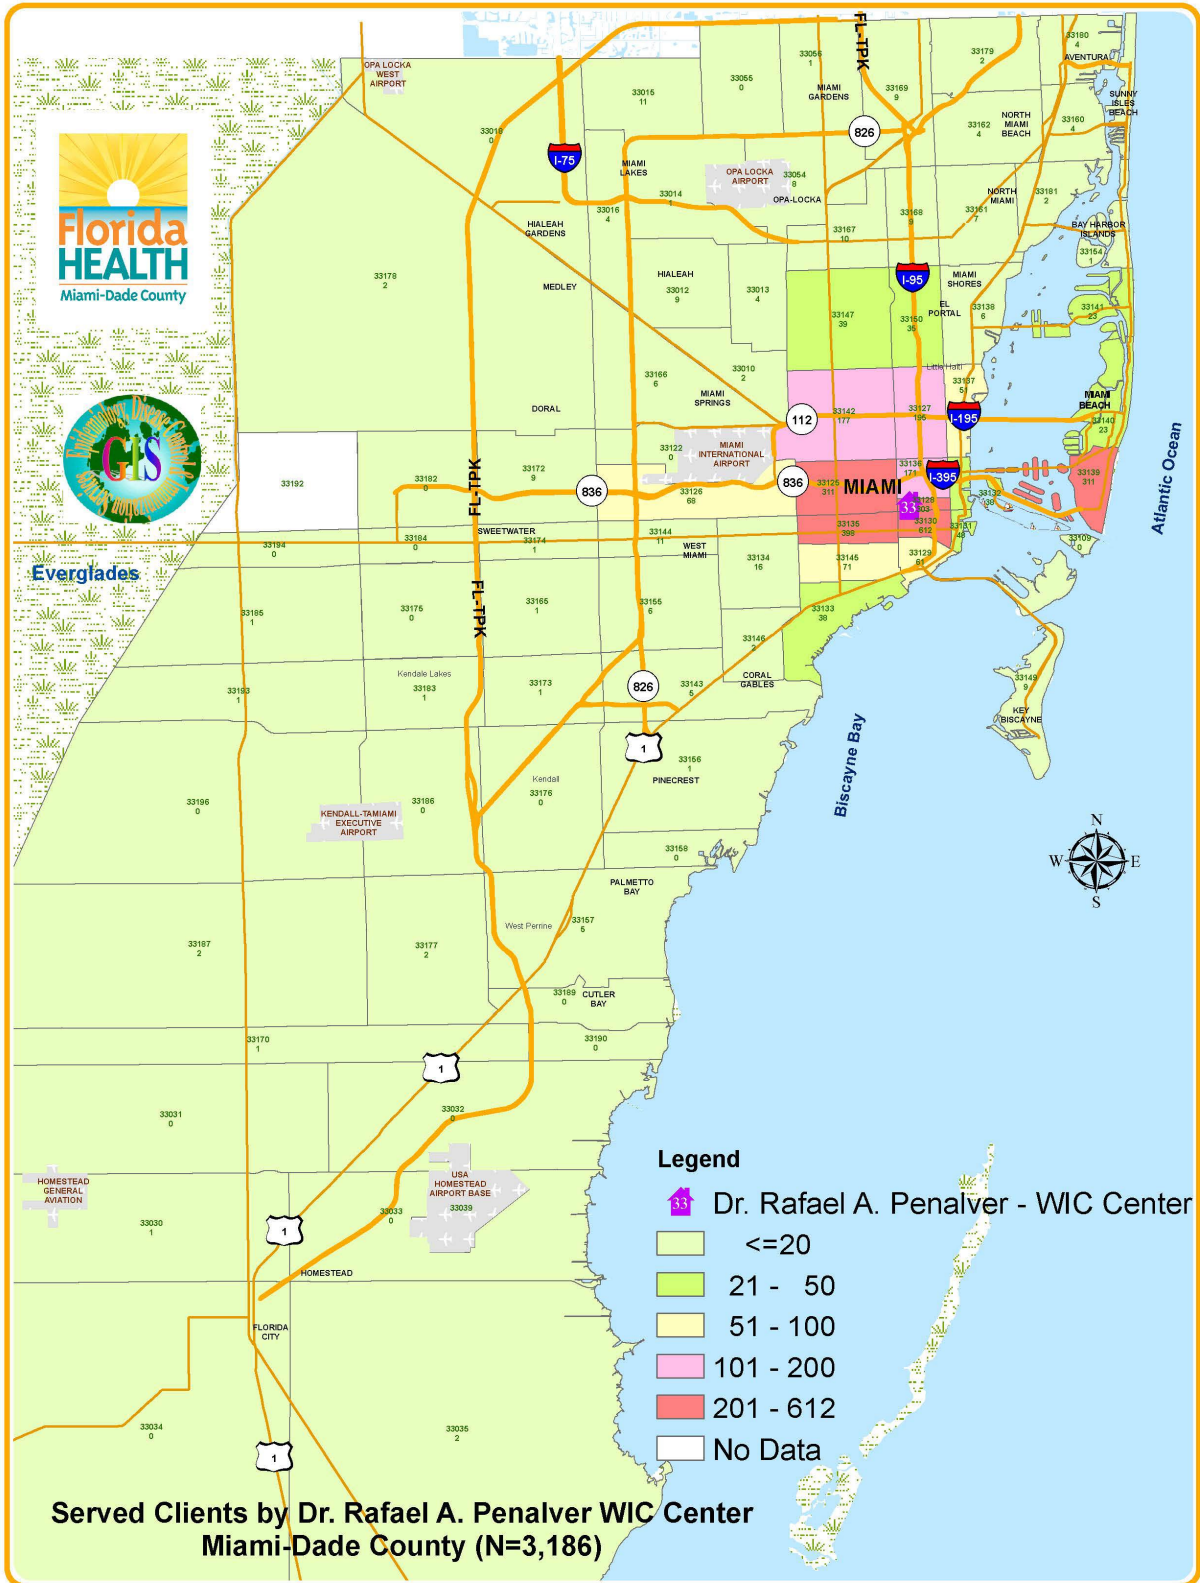 FL-TPK
33180
4
AVENTURA
OPA LOCKA
WEST
AIRPORT
33056
1
33179
2
33055
0
33015
11
MIAMI
GARDENS
33169
9
SUNNY
ISLES
BEACH
NORTH
MIAMI
BEACH
33162
4
33160
4
826
I-75
MIAMI
LAKES
OPA LOCKA
AIRPORT
33054
8
OPA-LOCKA
33014
1
33016
4
HIALEAH
GARDENS
NORTH
MIAMI
33181
2
33161
7
33168
9
33167
10
BAY HARBOR
ISLANDS
33154
1
Florida
HEALTH
Miami-Dade County
33178
2
MEDLEY
HIALEAH
33012
9
33013
4
I-95
MIAMI
SHORES
EL
PORTAL
33138
6
33141
23
33147
39
33150
35
Little Haiti
33137
51
33166
6
33010
2
MIAMI
SPRINGS
MIAMI
BEACH
33140
23
DORAL
112
33142
177
33127
I-195
Epidemiology, Disease Control & Immunization Services
GIS
33192
33182
0
FL-TPK
33172
9
836
33122
0
MIAMI
INTERNATIONAL
AIRPORT
33126
68
836
33125
311
MIAMI
33136
171
I-395
33
33139
311
33132
Atlantic Ocean
33130
612
33135
398
SWEETWATER
33174
1
33144
11
WEST
MIAMI
33134
16
33145
71
33129
61
33109
0
33194
0
33184
0
Everglades
33185
1
33175
0
FL-TPK
33165
1
33155
6
33133
38
33146
2
CORAL
GABLES
Kendale Lakes
33183
1
33193
1
33173
1
826
33143
5
33149
9
KEY
BISCAYNE
1
33156
1
PINECREST
Biscayne Bay
Kendall
33176
0
33196
0
33186
0
KENDALL-TAMIAMI
EXECUTIVE
AIRPORT
N
W
E
S
33158
0
PALMETTO
BAY
West Perrine
33157
5
33187
2
33177
2
33189
0
CUTLER
BAY
33190
0
33170
1
1
33031
0
33032
0
HOMESTEAD
GENERAL
AVIATION
USA
HOMESTEAD
AIRPORT BASE
33039
33033
0
33030
1
1
HOMESTEAD
FLORIDA
CITY
33034
0
33035
2
1
Legend
33 Dr. Rafael A. Penalver - WIC Center
<=20
21 - 50
51 - 100
101 - 200
201 - 612
No Data
Served Clients by Dr. Rafael A. Penalver WIC Center
Miami-Dade County (N=3,186)